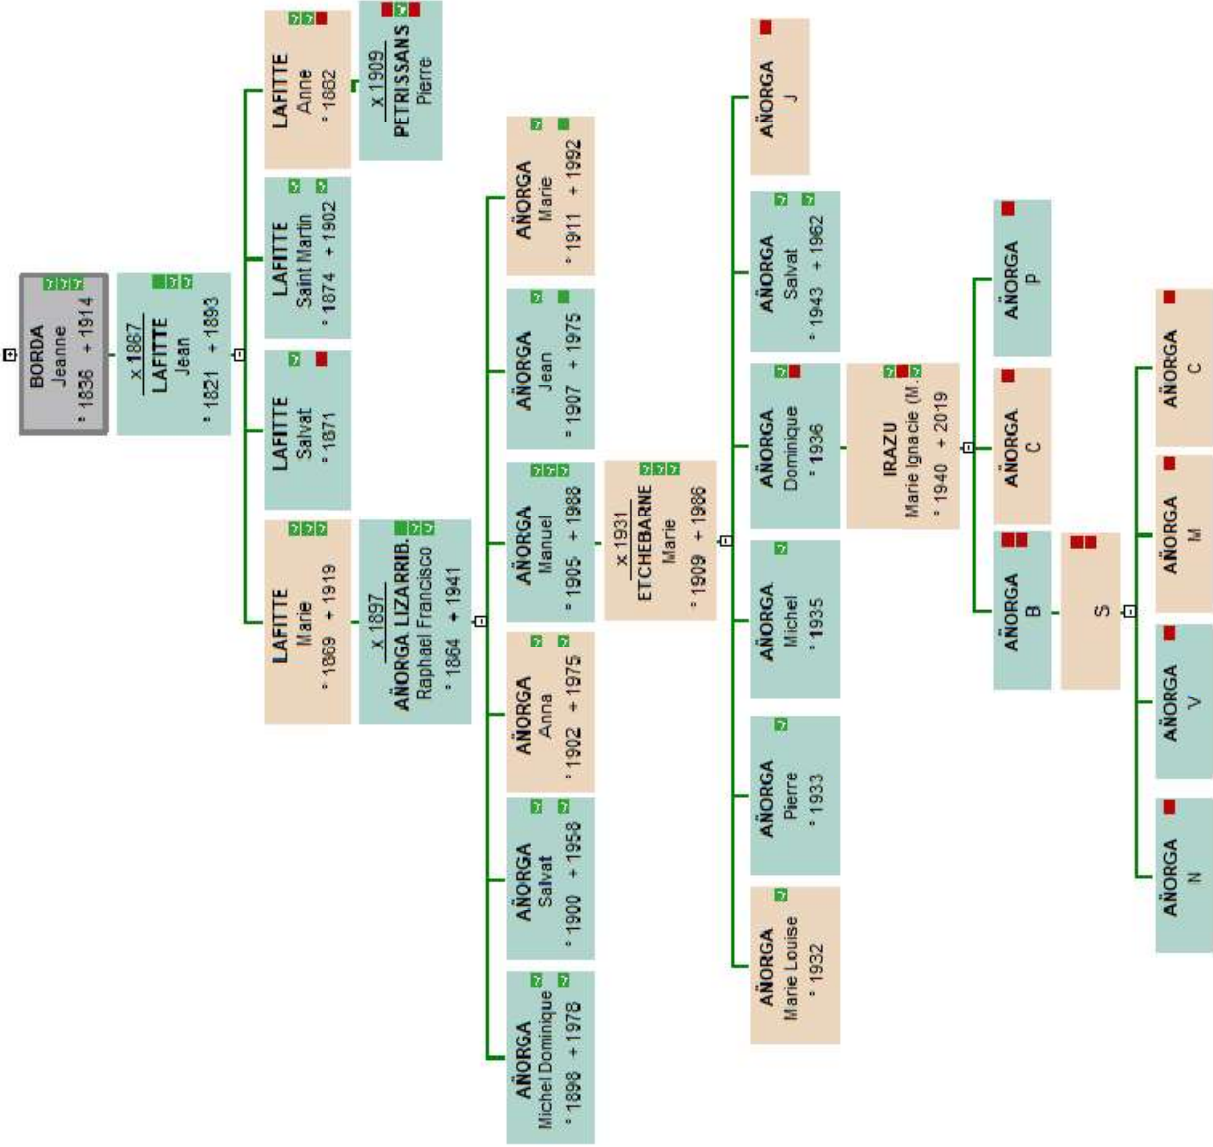 BORDA
Jeanne
° 1836 + 1914
x 1867
LAFITTE
Jean
° 1821 + 1893
LAFITTE
Marie
° 1869 + 1919
LAFITTE
Salvat
° 1871
LAFITTE
Saint Martin
° 1874 + 1902
LAFITTE
Anne
° 1882
x 1897
AÑORGA LIZARRIB.
Raphael Francisco
° 1864 + 1941
x 1909
PETRISSANS
Pierre
AÑORGA
Michel Dominique
° 1898 + 1978
AÑORGA
Salvat
° 1900 + 1958
AÑORGA
Anna
° 1902 + 1975
AÑORGA
Manuel
° 1905 + 1988
AÑORGA
Jean
° 1907 + 1975
AÑORGA
Marie
° 1911 + 1992
x 1931
ETCHEBARNE
Marie
° 1909 + 1986
AÑORGA
Marie Louise
° 1932
AÑORGA
Pierre
° 1933
AÑORGA
Michel
° 1935
AÑORGA
Dominique
° 1936
AÑORGA
Salvat
° 1943 + 1962
AÑORGA
J
IRAZU
Marie Ignacie (M.
° 1940 + 2019
AÑORGA
B
AÑORGA
C
AÑORGA
P
S
AÑORGA
N
AÑORGA
V
AÑORGA
M
AÑORGA
C